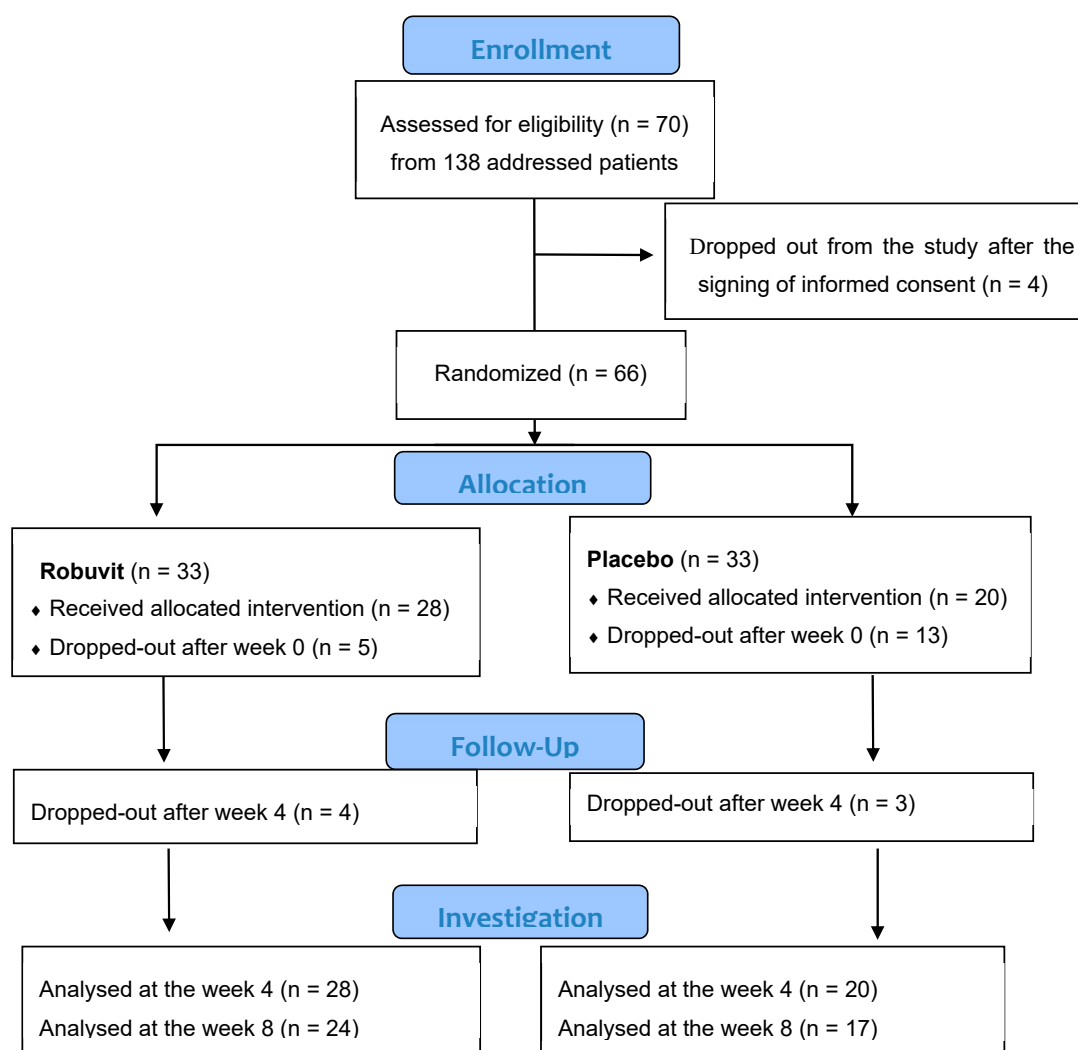 Enrollment
Assessed for eligibility (n = 70)
from 138 addressed patients
Dropped out from the study after the
signing of informed consent (n = 4)
Randomized (n = 66)
Allocation
Robuvit (n = 33)
♦ Received allocated intervention (n = 28)
♦ Dropped-out after week 0 (n = 5)
Placebo (n = 33)
♦ Received allocated intervention (n = 20)
♦ Dropped-out after week 0 (n = 13)
Follow-Up
Dropped-out after week 4 (n = 4)
Dropped-out after week 4 (n = 3)
Investigation
Analysed at the week 4 (n = 28)
Analysed at the week 8 (n = 24)
Analysed at the week 4 (n = 20)
Analysed at the week 8 (n = 17)